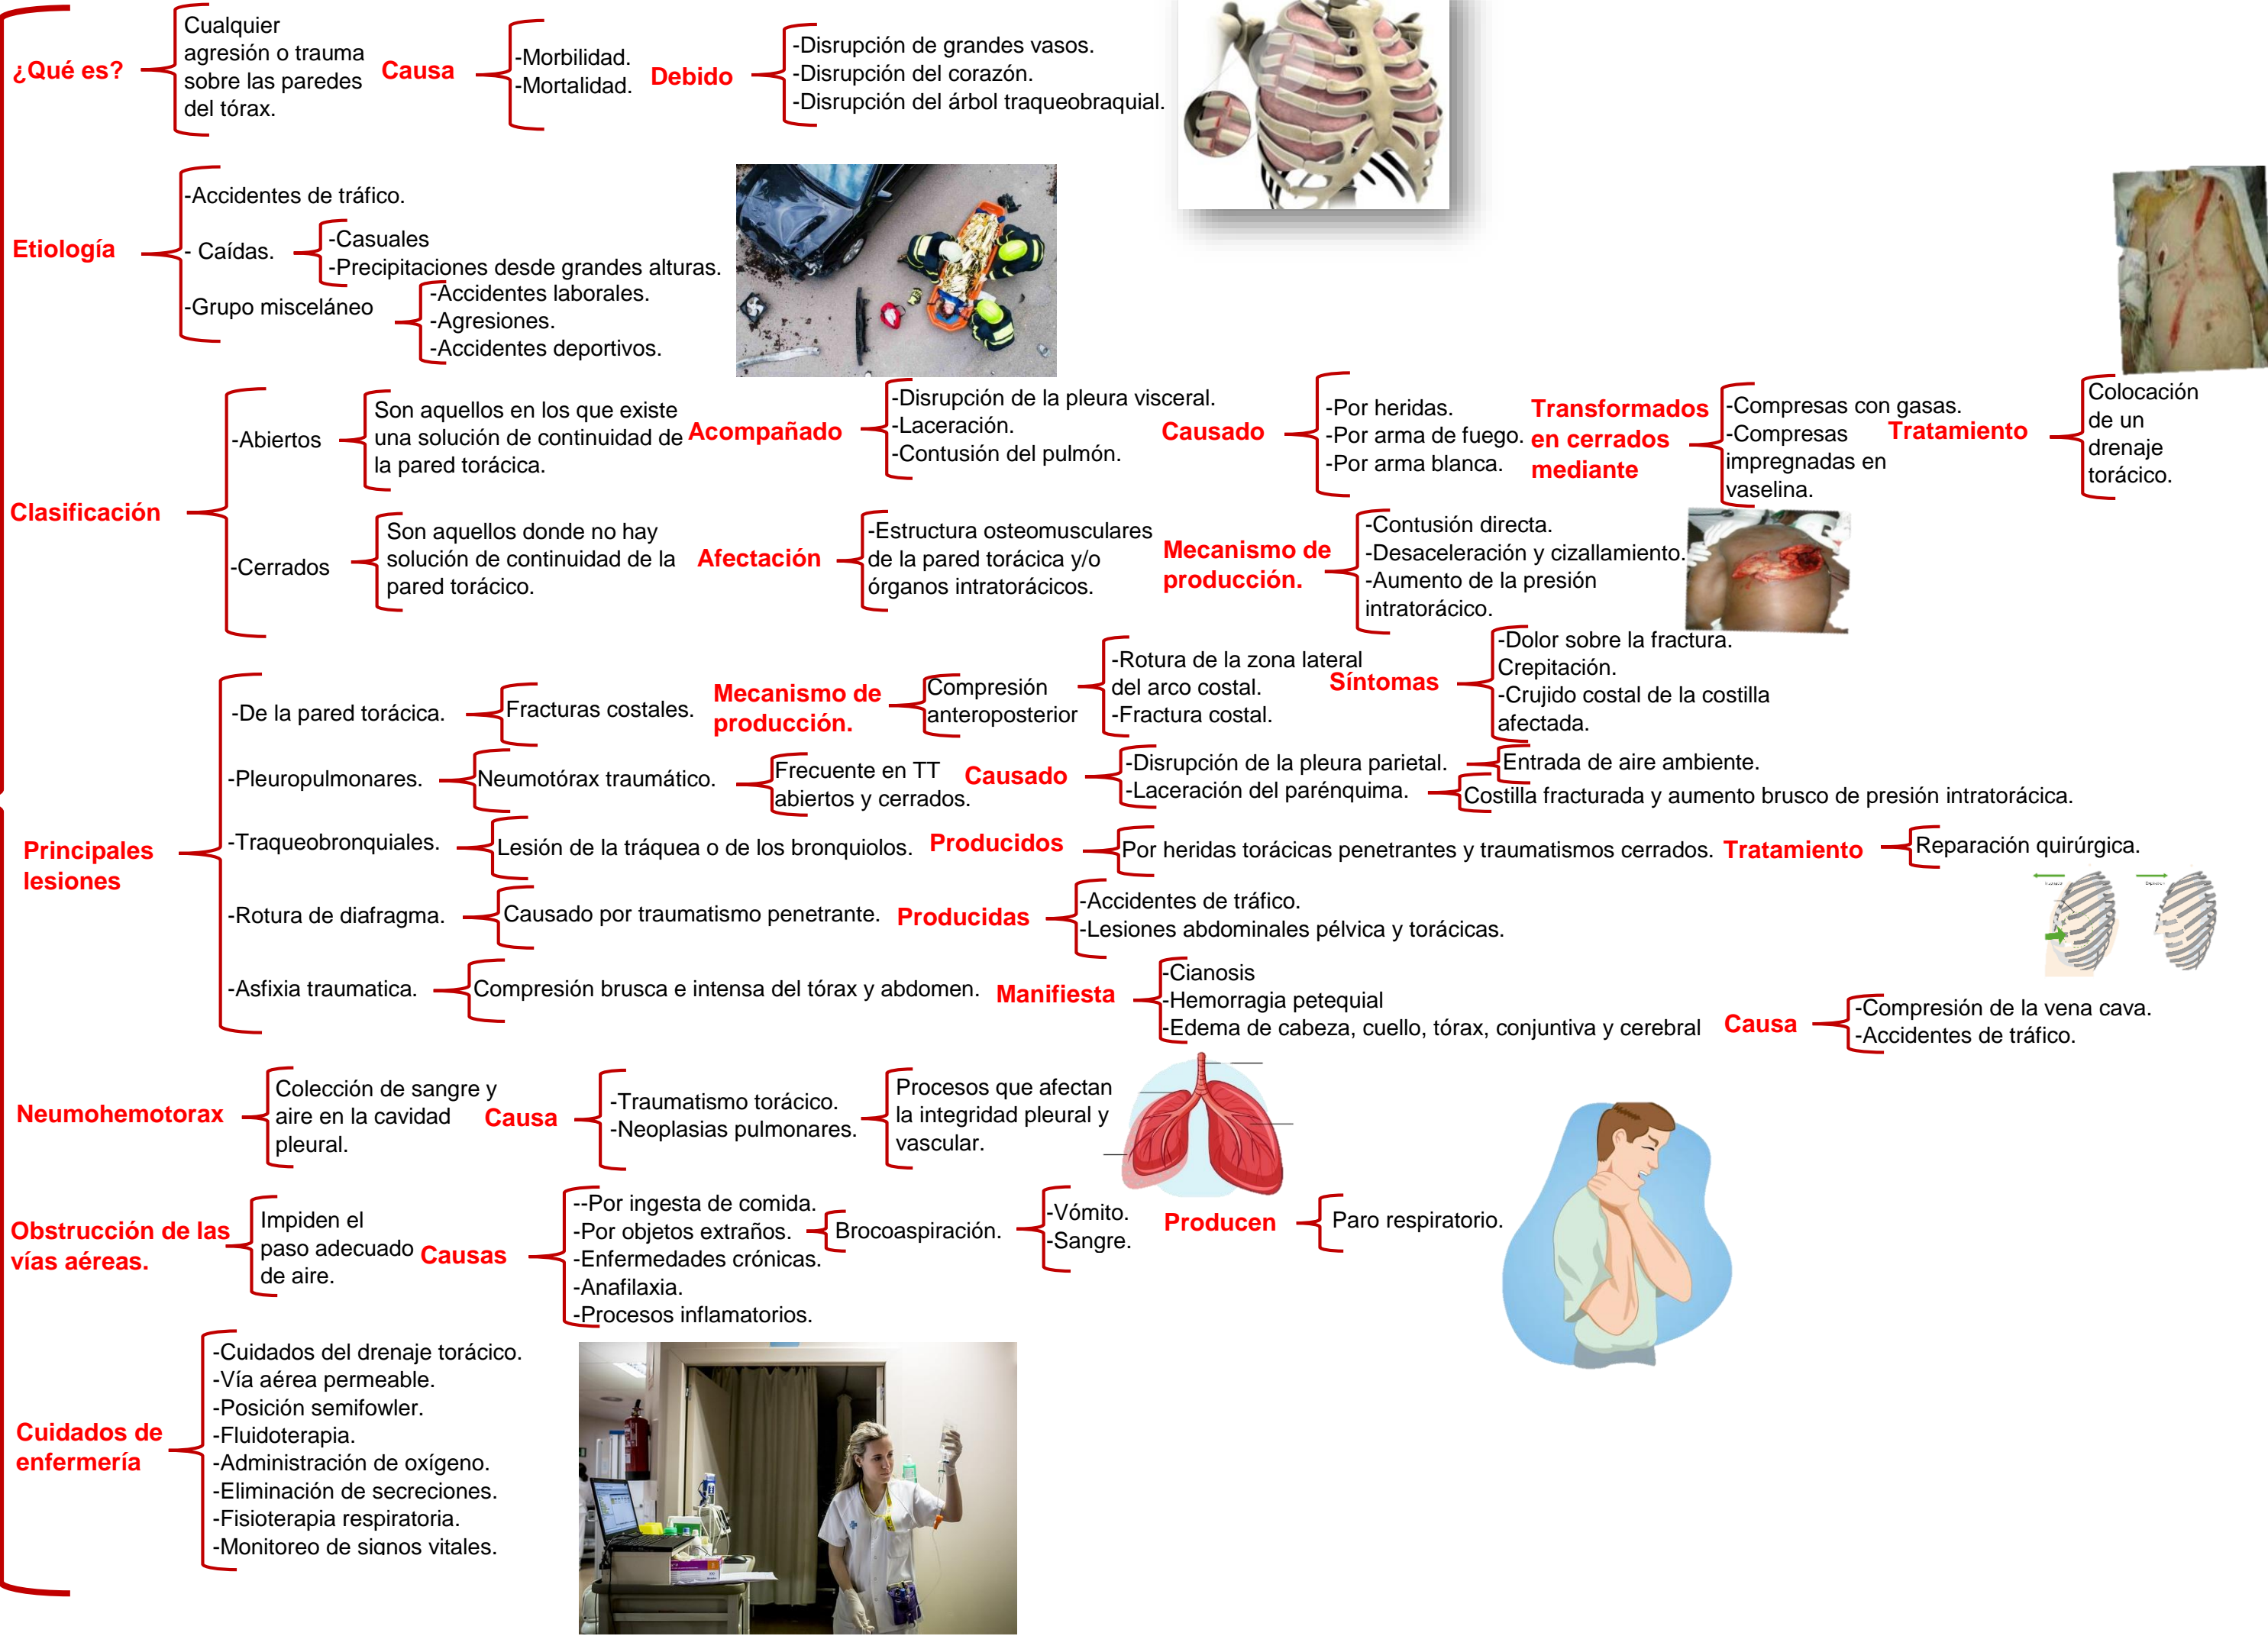 ¿Qué es?
Cualquier
agresión o trauma
sobre las paredes
del tórax.
Causa
-Morbilidad.
-Mortalidad.
Debido
-Disrupción de grandes vasos.
-Disrupción del corazón.
-Disrupción del árbol traqueobraquial.
Etiología
-Accidentes de tráfico.
- Caídas.
-Casuales
-Precipitaciones desde grandes alturas.
-Grupo misceláneo
-Accidentes laborales.
-Agresiones.
-Accidentes deportivos.
Clasificación
-Abiertos
Son aquellos en los que existe
una solución de continuidad de
la pared torácica.
Acompañado
-Disrupción de la pleura visceral.
-Laceración.
-Contusión del pulmón.
Causado
-Por heridas.
-Por arma de fuego.
-Por arma blanca.
Transformados
en cerrados
mediante
-Compresas con gasas.
-Compresas
impregnadas en
vaselina.
Tratamiento
Colocación
de un
drenaje
torácico.
-Cerrados
Son aquellos donde no hay
solución de continuidad de la
pared torácico.
Afectación
-Estructura osteomusculares
de la pared torácica y/o
órganos intratorácicos.
Mecanismo de
producción.
-Contusión directa.
-Desaceleración y cizallamiento.
-Aumento de la presión
intratorácico.
Principales
lesiones
-De la pared torácica.
Fracturas costales.
Mecanismo de
producción.
Compresión
anteroposterior
-Rotura de la zona lateral
del arco costal.
-Fractura costal.
Síntomas
-Dolor sobre la fractura.
Crepitación.
-Crujido costal de la costilla
afectada.
-Pleuropulmonares.
Neumotórax traumático.
Frecuente en TT
abiertos y cerrados.
Causado
-Disrupción de la pleura parietal.
Entrada de aire ambiente.
-Laceración del parénquima.
Costilla fracturada y aumento brusco de presión intratorácica.
-Traqueobronquiales.
Lesión de la tráquea o de los bronquiolos.
Producidos
Por heridas torácicas penetrantes y traumatismos cerrados.
Tratamiento
Reparación quirúrgica.
-Rotura de diafragma.
Causado por traumatismo penetrante.
Producidas
-Accidentes de tráfico.
-Lesiones abdominales pélvica y torácicas.
-Asfixia traumatica.
Compresión brusca e intensa del tórax y abdomen.
Manifiesta
-Cianosis
-Hemorragia petequial
-Edema de cabeza, cuello, tórax, conjuntiva y cerebral
Causa
-Compresión de la vena cava.
-Accidentes de tráfico.
Neumohemotorax
Colección de sangre y
aire en la cavidad
pleural.
Causa
-Traumatismo torácico.
-Neoplasias pulmonares.
Procesos que afectan
la integridad pleural y
vascular.
Obstrucción de las
vías aéreas.
Impiden el
paso adecuado
de aire.
Causas
--Por ingesta de comida.
-Por objetos extraños.
-Enfermedades crónicas.
-Anafilaxia.
-Procesos inflamatorios.
Brocoaspiración.
-Vómito.
-Sangre.
Producen
Paro respiratorio.
Cuidados de
enfermería
-Cuidados del drenaje torácico.
-Vía aérea permeable.
-Posición semifowler.
-Fluidoterapia.
-Administración de oxígeno.
-Eliminación de secreciones.
-Fisioterapia respiratoria.
-Monitoreo de signos vitales.